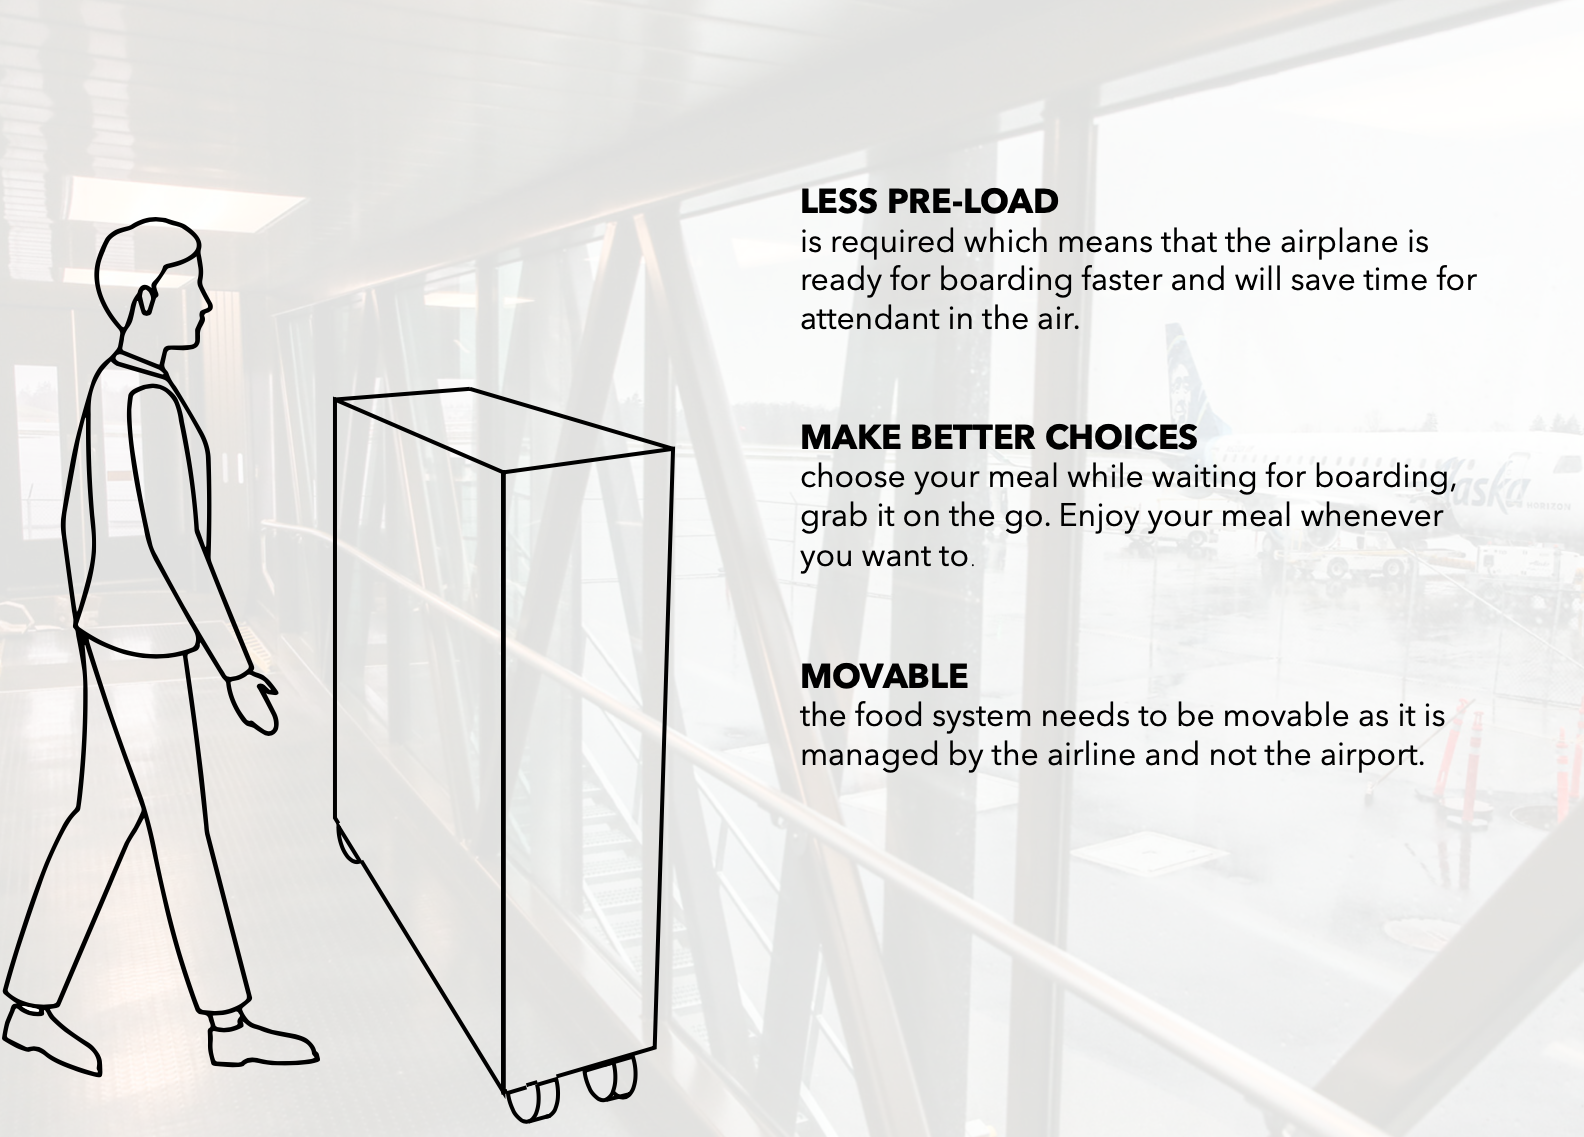 LESS PRE-LOAD
is required which means that the airplane is
ready for boarding faster and will save time for
attendant in the air.
MAKE BETTER CHOICES
choose your meal while waiting for boarding,
grab it on the go. Enjoy your meal whenever
you want to.
Alaska
HORIZON
MOVABLE
the food system needs to be movable as it is
managed by the airline and not the airport.